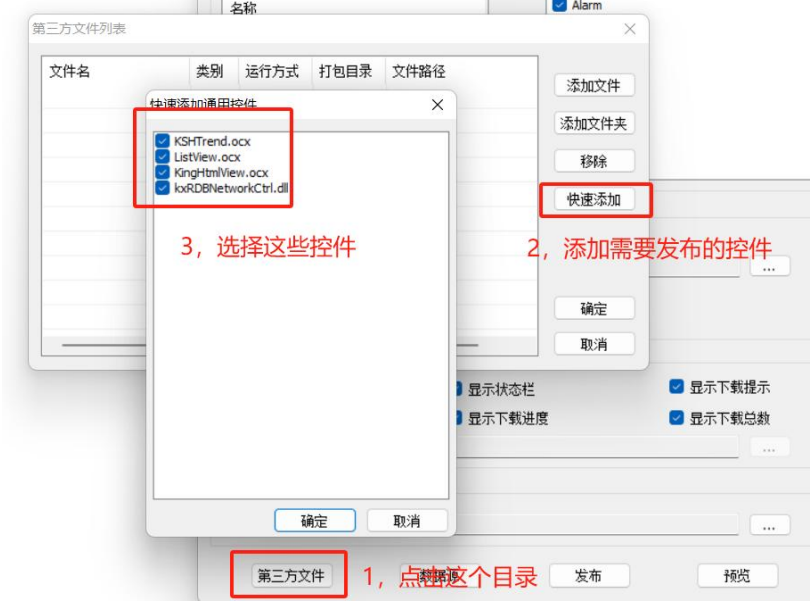 名称
Alarm
第三方文件列表
文件名 类别 运行方式 打包目录 文件路径
添加文件
快速添加通用控件
添加文件夹
KSHTrend.ocx
ListView.ocx
移除
KingHtmlView.ocx
kxRDBNetworkCtrl.dll
快速添加
3，选择这些控件
2，添加需要发布的控件
...
确定
取消
显示状态栏
显示下载提示
显示下载进度
显示下载总数
...
确定
取消
...
第三方文件
1，点击这个目录
数据源
发布
预览